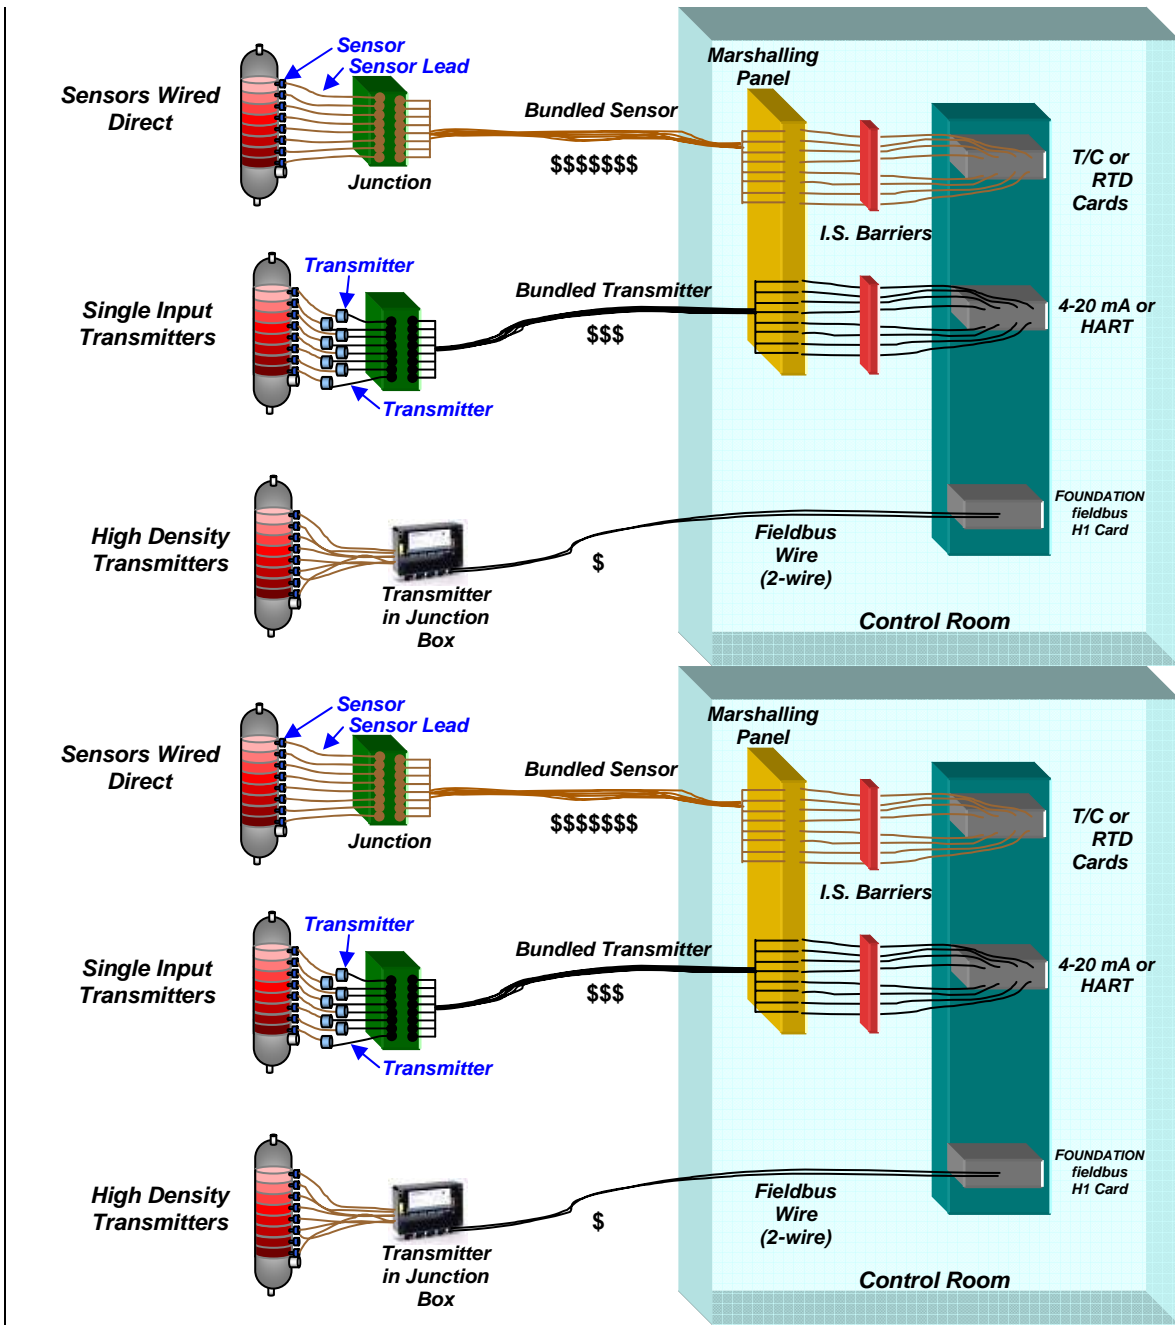 Sensors Wired
Direct
Sensor
Sensor Lead
Junction
Bundled Sensor
$$$$$$$
Marshalling
Panel
I.S. Barriers
T/C or
RTD
Cards
Single Input
Transmitters
Transmitter
Transmitter
Bundled Transmitter
$$$
4-20 mA or
HART
High Density
Transmitters
Transmitter
in Junction
Box
$
Fieldbus
Wire
(2-wire)
FOUNDATION
fieldbus
H1 Card
Control Room
Sensors Wired
Direct
Sensor
Sensor Lead
Junction
Bundled Sensor
$$$$$$$
Marshalling
Panel
I.S. Barriers
T/C or
RTD
Cards
Single Input
Transmitters
Transmitter
Transmitter
Bundled Transmitter
$$$
4-20 mA or
HART
High Density
Transmitters
Transmitter
in Junction
Box
$
Fieldbus
Wire
(2-wire)
FOUNDATION
fieldbus
H1 Card
Control Room